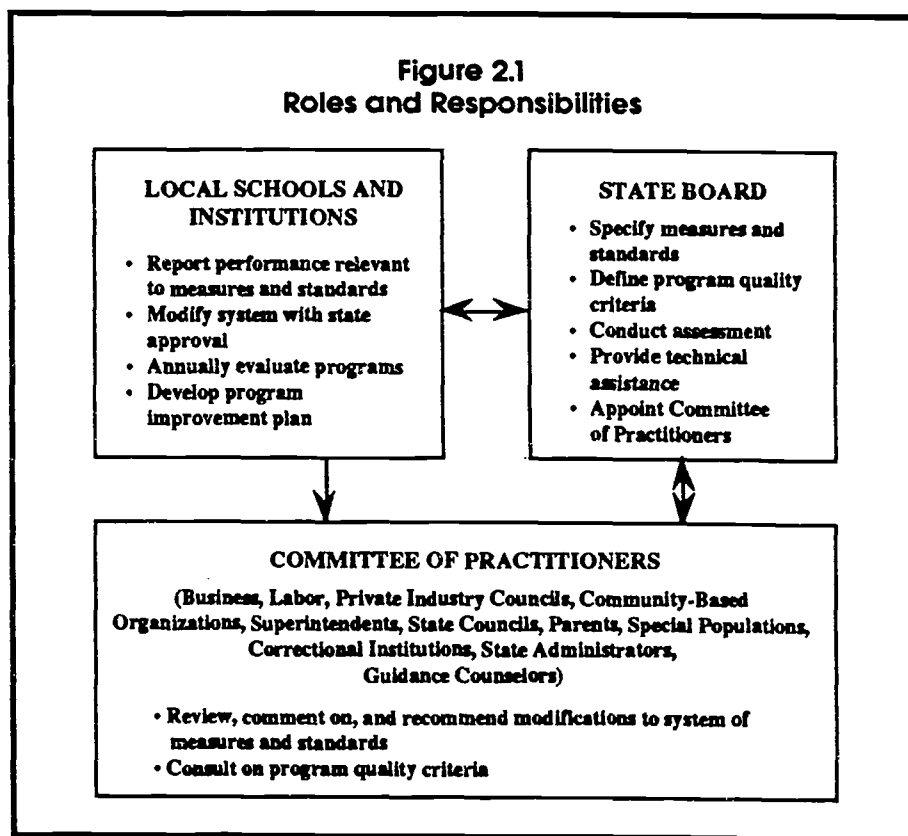 Figure 2.1
Roles and Responsibilities
LOCAL SCHOOLS AND
INSTITUTIONS
• Report performance relevant
to measures and standards
• Modify system with state
approval
• Annually evaluate programs
• Develop program
improvement plan
STATE BOARD
• Specify measures and
standards
• Define program quality
criteria
• Conduct assessment
• Provide technical
assistance
• Appoint Committee
of Practitioners
COMMITTEE OF PRACTITIONERS
(Business, Labor, Private Industry Councils, Community-Based
Organizations, Superintendents, State Councils, Parents, Special Populations,
Correctional Institutions, State Administrators,
Guidance Counselors)
• Review, comment on, and recommend modifications to system of
measures and standards
• Consult on program quality criteria